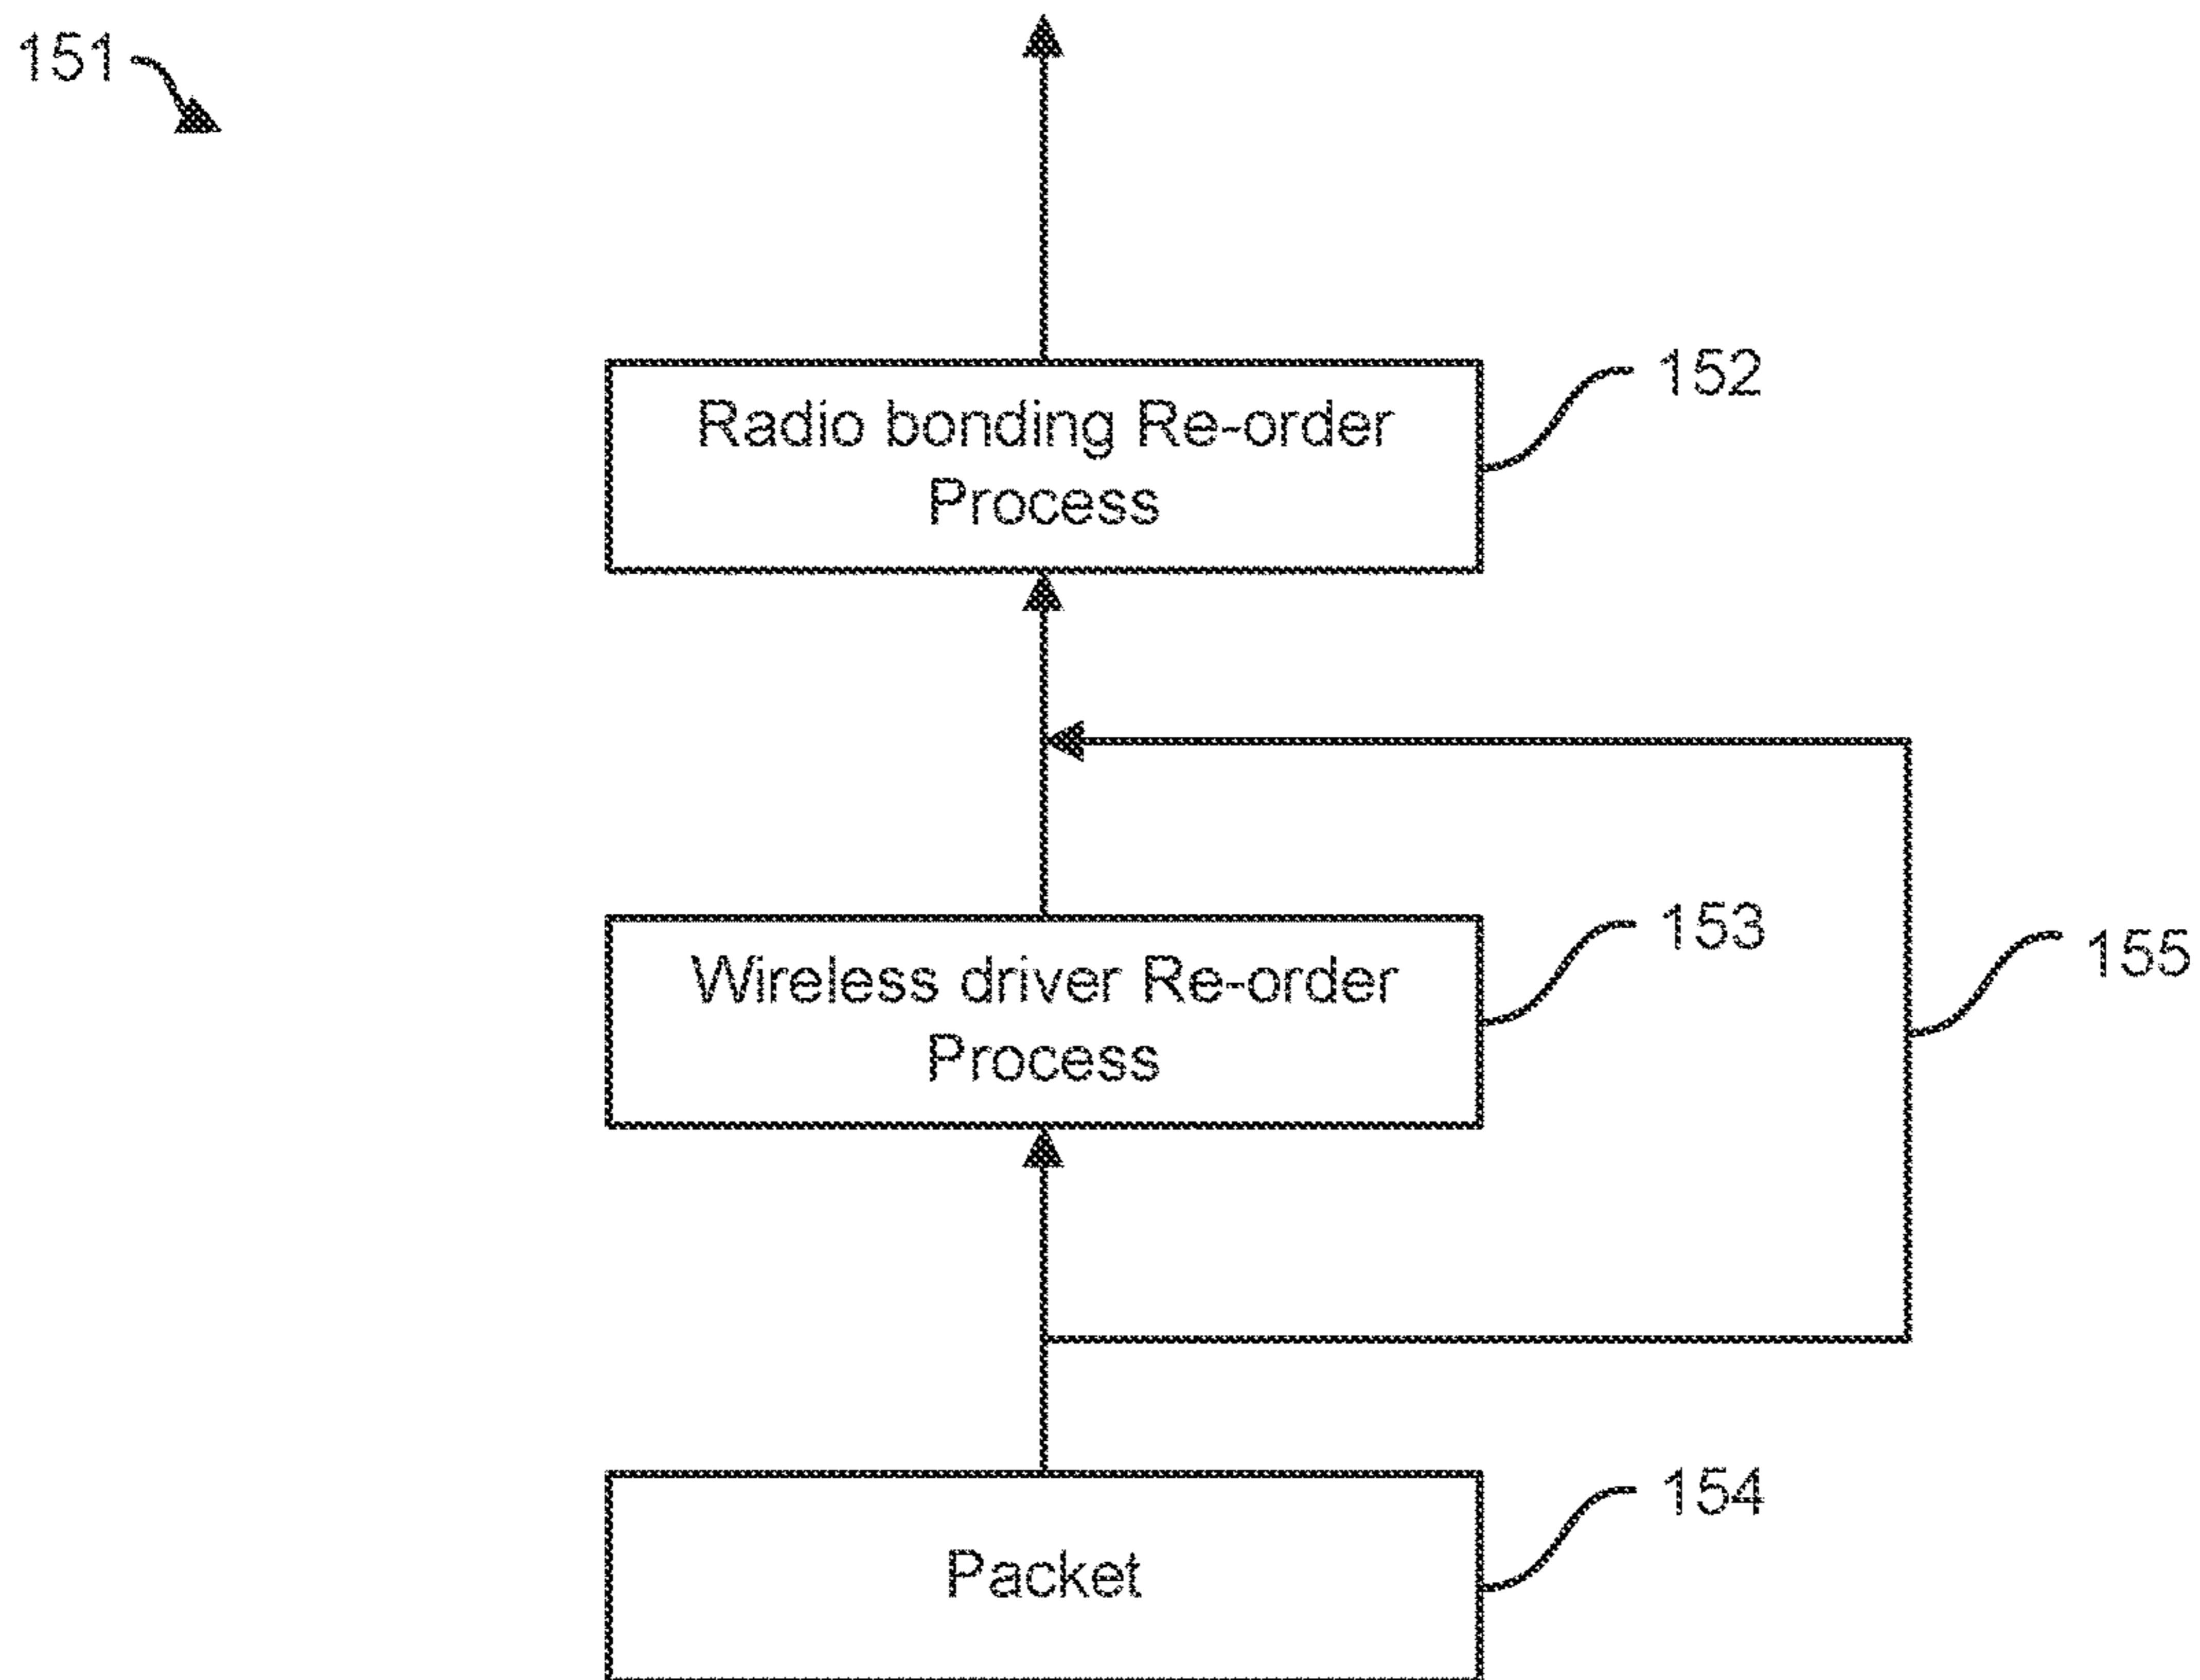 151
Radio bonding Re-order
Process
152
Wireless driver Re-order
Process
153
155
Packet
154